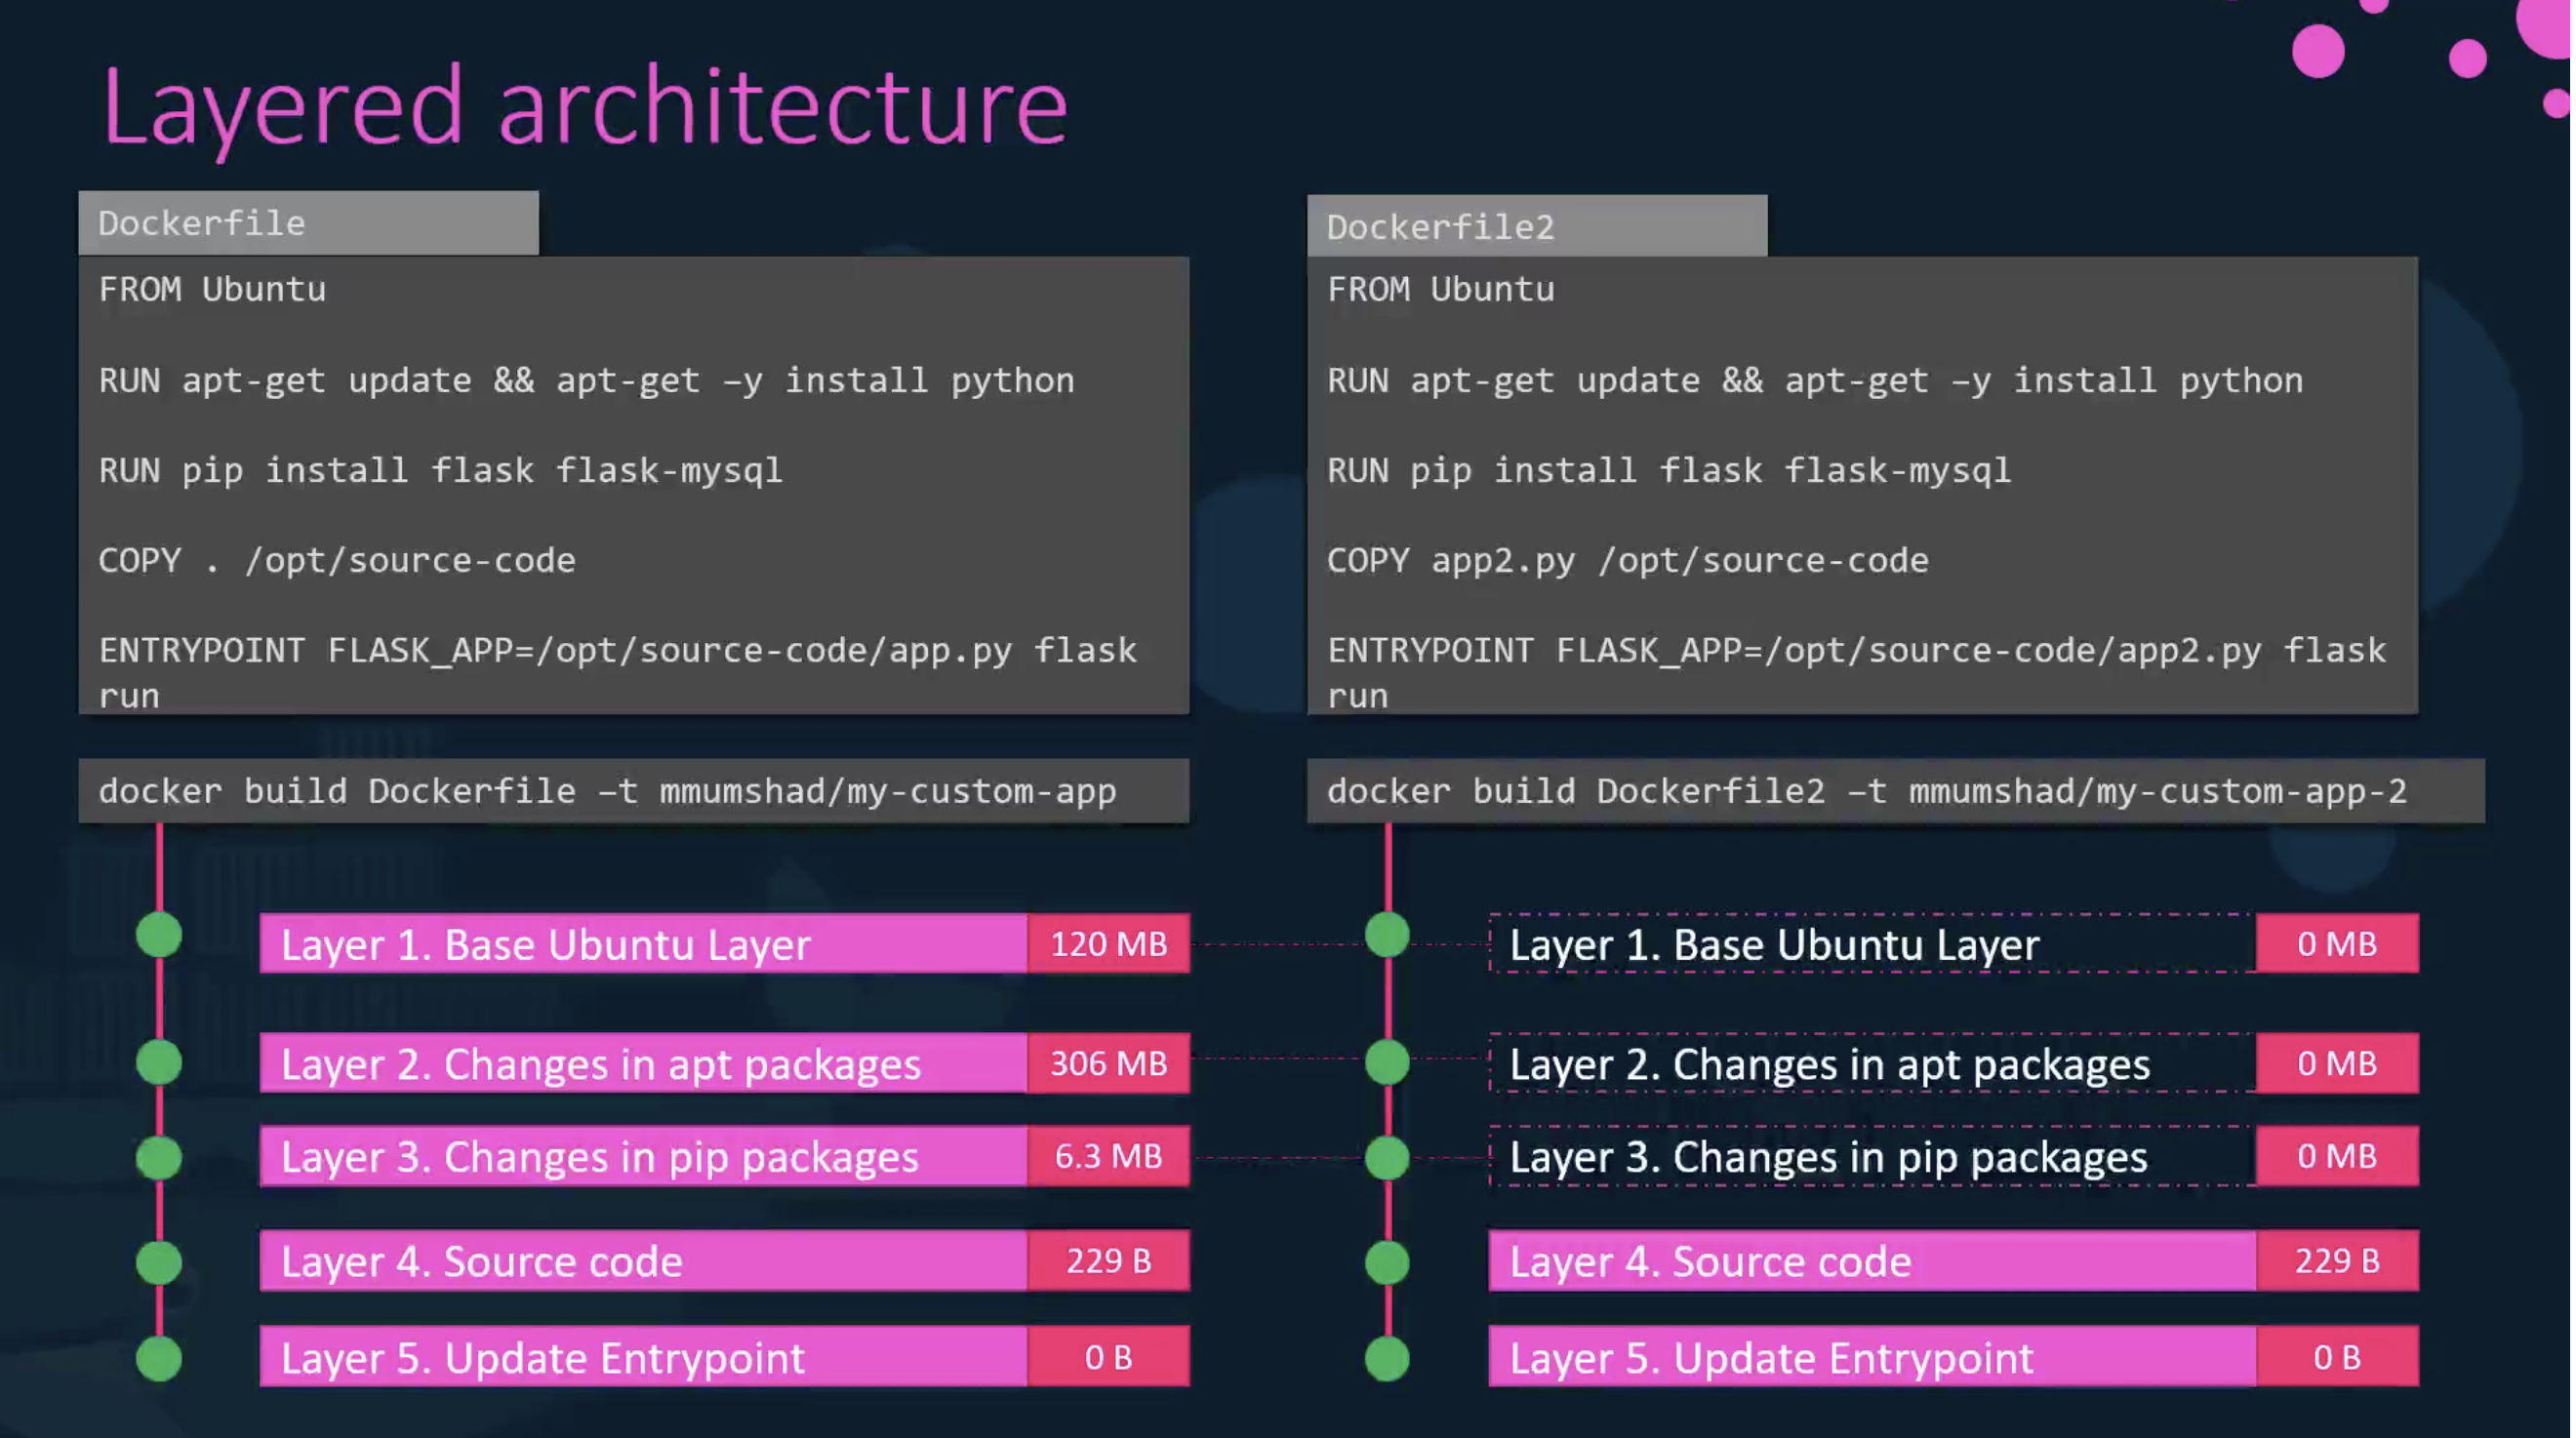 Layered architecture
Dockerfile
FROM Ubuntu
RUN apt-get update && apt-get –y install python
RUN pip install flask flask-mysql
COPY . /opt/source-code
ENTRYPOINT FLASK_APP=/opt/source-code/app.py flask
run
docker build Dockerfile –t mmumshad/my-custom-app
Layer 1. Base Ubuntu Layer 120 MB
Layer 2. Changes in apt packages 306 MB
Layer 3. Changes in pip packages 6.3 MB
Layer 4. Source code 229 B
Layer 5. Update Entrypoint 0 B
Dockerfile2
FROM Ubuntu
RUN apt-get update && apt-get –y install python
RUN pip install flask flask-mysql
COPY app2.py /opt/source-code
ENTRYPOINT FLASK_APP=/opt/source-code/app2.py flask
run
docker build Dockerfile2 –t mmumshad/my-custom-app-2
Layer 1. Base Ubuntu Layer 0 MB
Layer 2. Changes in apt packages 0 MB
Layer 3. Changes in pip packages 0 MB
Layer 4. Source code 229 B
Layer 5. Update Entrypoint 0 B